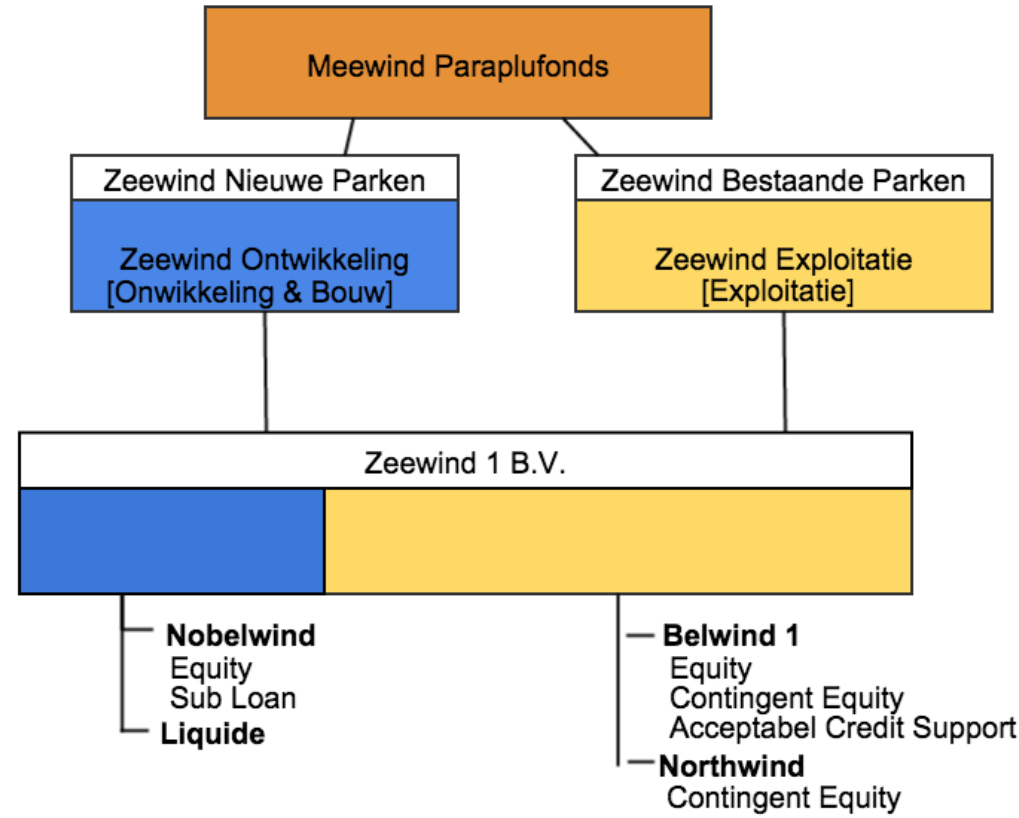 Meewind Paraplufonds
Zeewind Nieuwe Parken
Zeewind Ontwikkeling
[Onwikkeling & Bouw]
Zeewind Bestaande Parken
Zeewind Exploitatie
[Exploitatie]
Zeewind 1 B.V.
Nobelwind
Equity
Sub Loan
Liquide
Belwind 1
Equity
Contingent Equity
Acceptabel Credit Support
Northwind
Contingent Equity